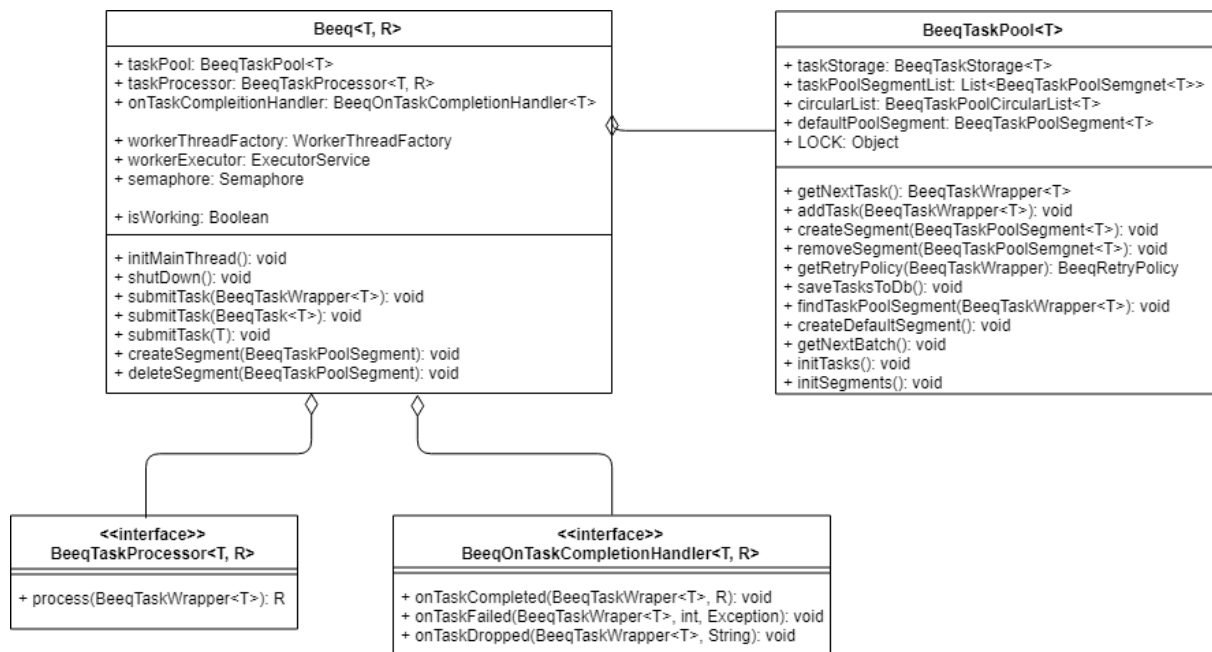 Beeq<T, R>
+ taskPool: BeeqTaskPool<T>
+ taskProcessor: BeeqTaskProcessor<T, R>
+ onTaskCompleitionHandler: BeeqOnTaskCompletionHandler<T>
+ workerThreadFactory: WorkerThreadFactory
+ workerExecutor: ExecutorService
+ semaphore: Semaphore
+ isWorking: Boolean
+ initMainThread(): void
+ shutDown(): void
+ submitTask(BeeqTaskWrapper<T>): void
+ submitTask(BeeqTask<T>): void
+ submitTask(T): void
+ createSegment(BeeqTaskPoolSegment): void
+ deleteSegment(BeeqTaskPoolSegment): void
BeeqTaskPool<T>
+ taskStorage: BeeqTaskStorage<T>
+ taskPoolSegmentList: List<BeeqTaskPoolSemgnet<T>>
+ circularList: BeeqTaskPoolCircularList<T>
+ defaultPoolSegment: BeeqTaskPoolSegment<T>
+ LOCK: Object
+ getNextTask(): BeeqTaskWrapper<T>
+ addTask(BeeqTaskWrapper<T>): void
+ createSegment(BeeqTaskPoolSegment<T>): void
+ removeSegment(BeeqTaskPoolSemgnet<T>): void
+ getRetryPolicy(BeeqTaskWrapper): BeeqRetryPolicy
+ saveTasksToDb(): void
+ findTaskPoolSegment(BeeqTaskWrapper<T>): void
+ createDefaultSegment(): void
+ getNextBatch(): void
+ initTasks(): void
+ initSegments(): void
<<interface>>
BeeqTaskProcessor<T, R>
+ process(BeeqTaskWrapper<T>): R
<<interface>>
BeeqOnTaskCompletionHandler<T, R>
+ onTaskCompleted(BeeqTaskWraper<T>, R): void
+ onTaskFailed(BeeqTaskWraper<T>, int, Exception): void
+ onTaskDropped(BeeqTaskWrapper<T>, String): void